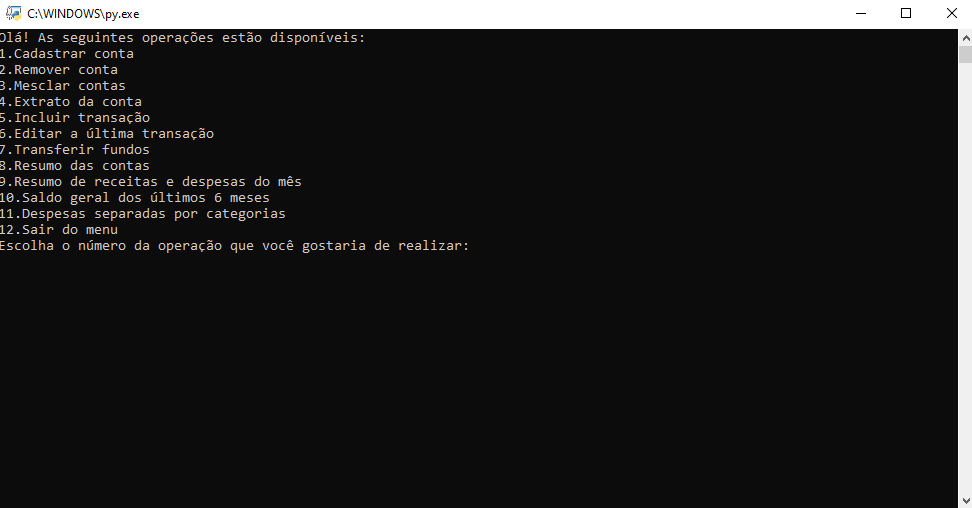 C:\WINDOWS\py.exe
Olá! As seguintes operações estão disponíveis:
1.Cadastrar conta
2.Remover conta
3.Mesclar contas
4.Extrato da conta
5.Incluir transação
6.Editar a última transação
7.Transferir fundos
8.Resumo das contas
9.Resumo de receitas e despesas do mês
10.Saldo geral dos últimos 6 meses
11.Despesas separadas por categorias
12.Sair do menu
Escolha o número da operação que você gostaria de realizar: